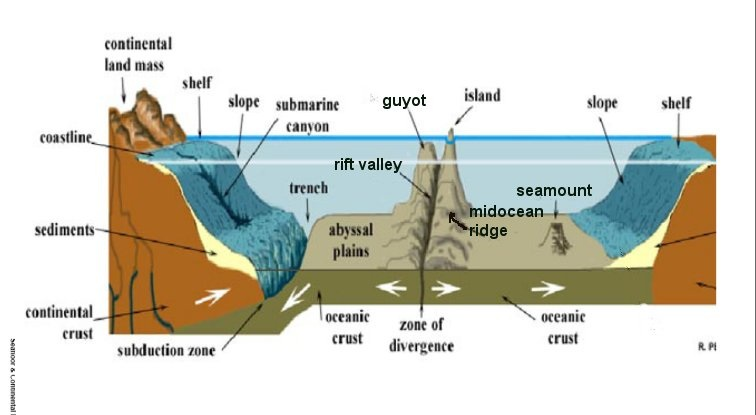 continental
land mass
shelf
slope
submarine
canyon
guyot
island
slope
shelf
coastline
rift valley
trench
seamount
midocean
ridge
sediments
abyssal
plains
continental
crust
subduction zone
oceanic
crust
zone of
divergence
oceanic
crust
R. PE